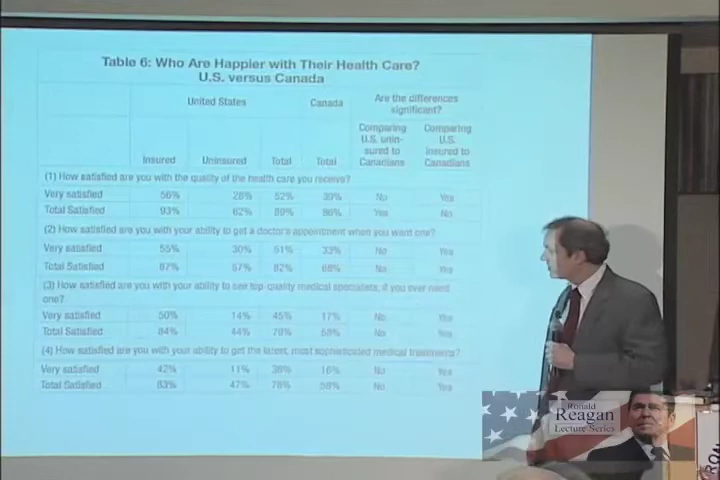 Table 6: Who Are Happier with Their Health Care?
U.S. versus Canada
United States Canada Are the differences
significant?
Comparing Comparing
U.S. unin- U.S.
sured to insured to
Insured Uninsured Total Total Canadians Canadians
(1) How satisfied are you with the quality of the health care you receive?
Very satisfied 56% 28% 52% No Yes
Total Satisfied 93% 62% Yes No
(2) How satisfied are you with your ability to get a doctor's appointment when you want one?
Very satisfied 55% 30% 51% 33% No Yes
Total Satisfied 87% 57% 82% 68% No Yes
(3) How satisfied are you with your ability to see top-quality medical specialists, if you ever need
one?
Very satisfied 50% 14% 45% 17% No Yes
Total Satisfied 84% 44% 58% No Yes
(4) How satisfied are you with your ability to get the latest, most sophisticated medical treatments?
Very satisfied 42% 11% 38% 16% No Yes
Total Satisfied 83% 47% 78% No Yes
Ronald
Reagan
Lecture Series